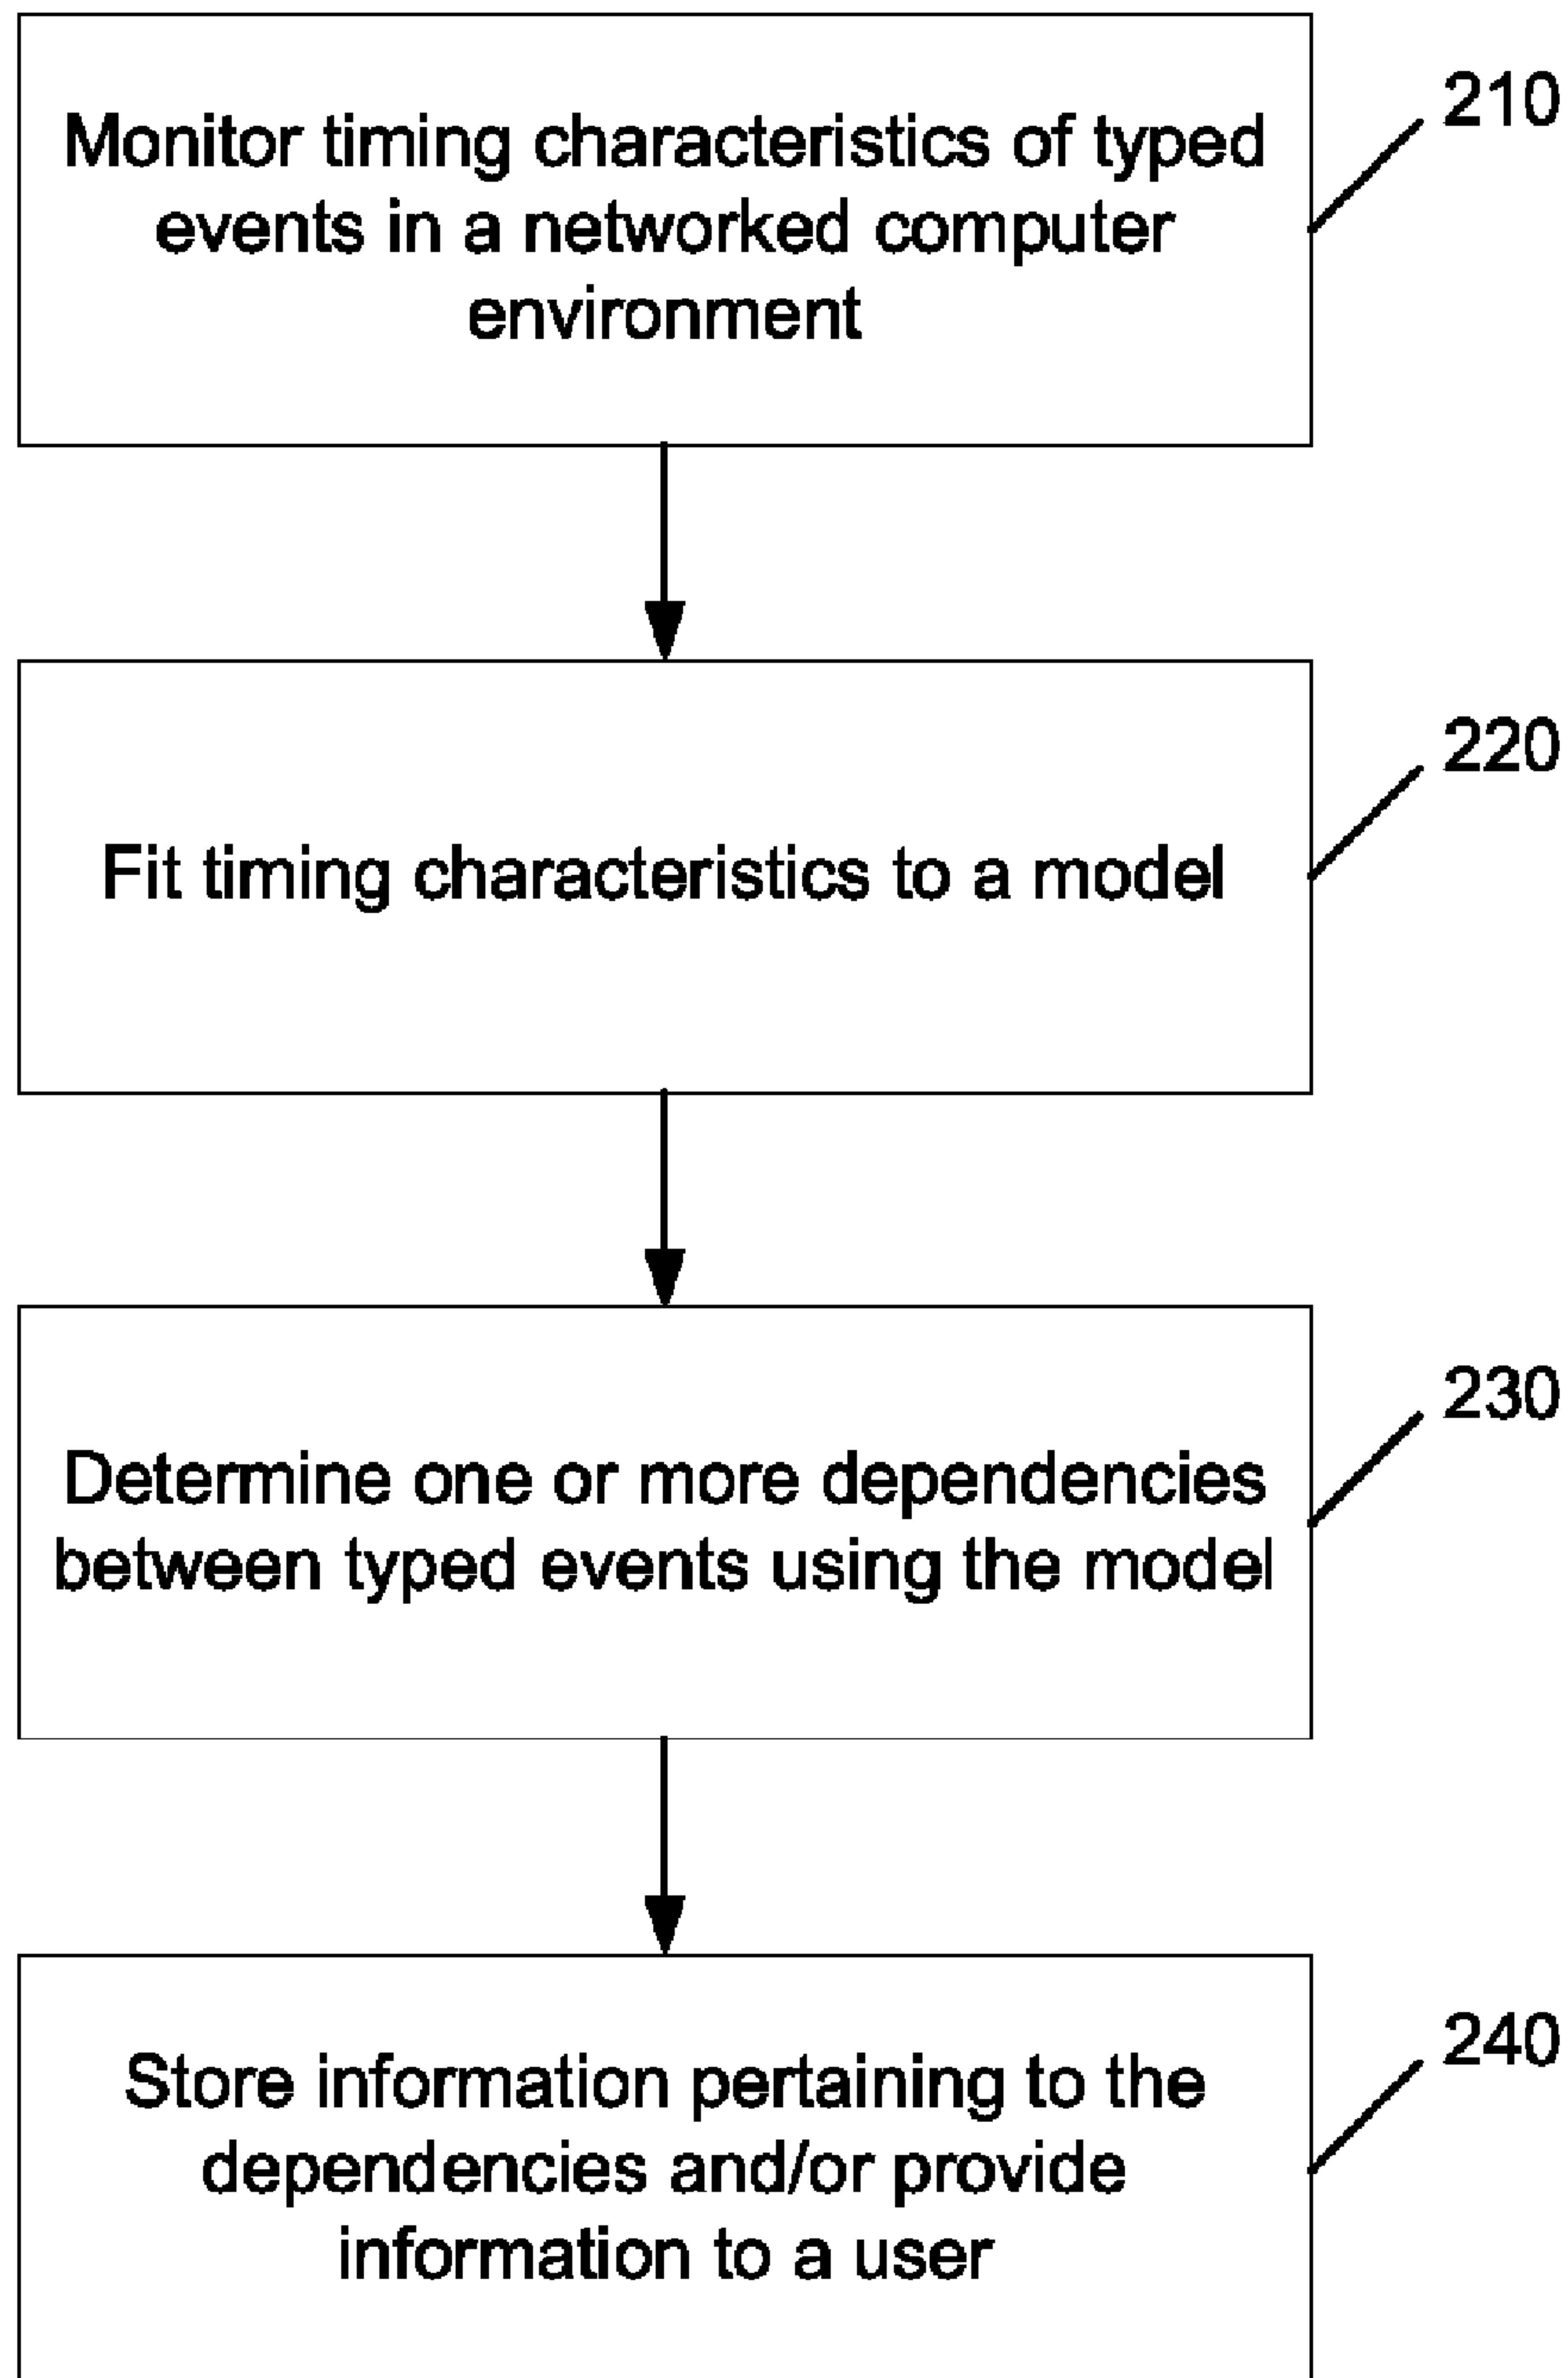 Monitor timing characteristics of typed
events in a networked computer
environment
210
Fit timing characteristics to a model
220
Determine one or more dependencies
between typed events using the model
230
Store information pertaining to the
dependencies and/or provide
information to a user
240